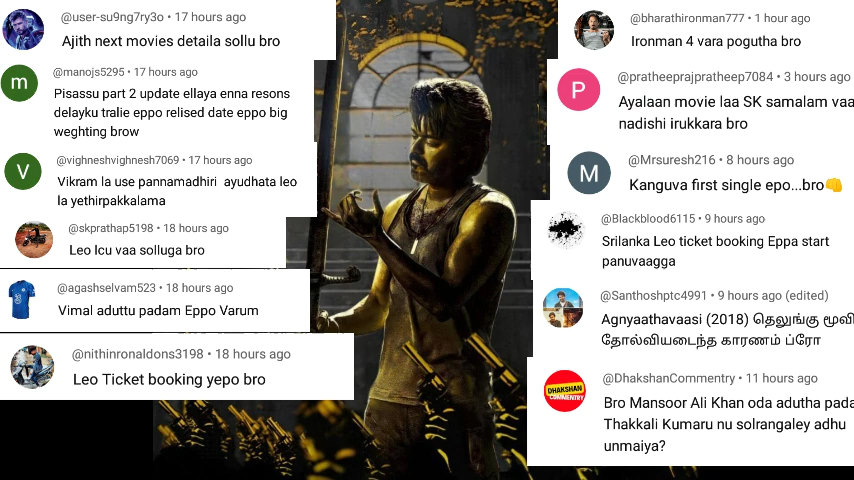 @user-su9ng7ry3o • 17 hours ago
Ajith next movies detaila sollu bro
m
@manojs5295 • 17 hours ago
Pisassu part 2 update ellaya enna resons
delayku tralie eppo relised date eppo big
weghting brow
V
@vighneshvighnesh7069 • 17 hours ago
Vikram la use pannamadhiri ayudhata leo
la yethirpakkalama
@skprathap5198 • 18 hours ago
Leo lcu vaa solluga bro
@agashselvam523 • 18 hours ago
Vimal aduttu padam Eppo Varum
@nithinronaldons3198 • 18 hours ago
Leo Ticket booking yepo bro
@bharathironman777 • 1 hour ago
Ironman 4 vara pogutha bro
P
@pratheeprajpratheep7084 • 3 hours ago
Ayalaan movie laa SK samalam vaa
nadishi irukkara bro
M
@Mrsuresh216 • 8 hours ago
Kanguva first single epo...bro👊
@Blackblood6115 • 9 hours ago
Srilanka Leo ticket booking Eppa start
panuvaagga
@Santhoshptc4991 • 9 hours ago (edited)
Agnyaathavaasi (2018) தெலுங்கு மூவி
தோல்வியடைந்த காரணம் ப்ரோ
DHAKSHAN
COMMENTRY
@DhakshanCommentry • 11 hours ago
Bro Mansoor Ali Khan oda adutha pada
Thakkali Kumaru nu solrangaley adhu
unmaiya?